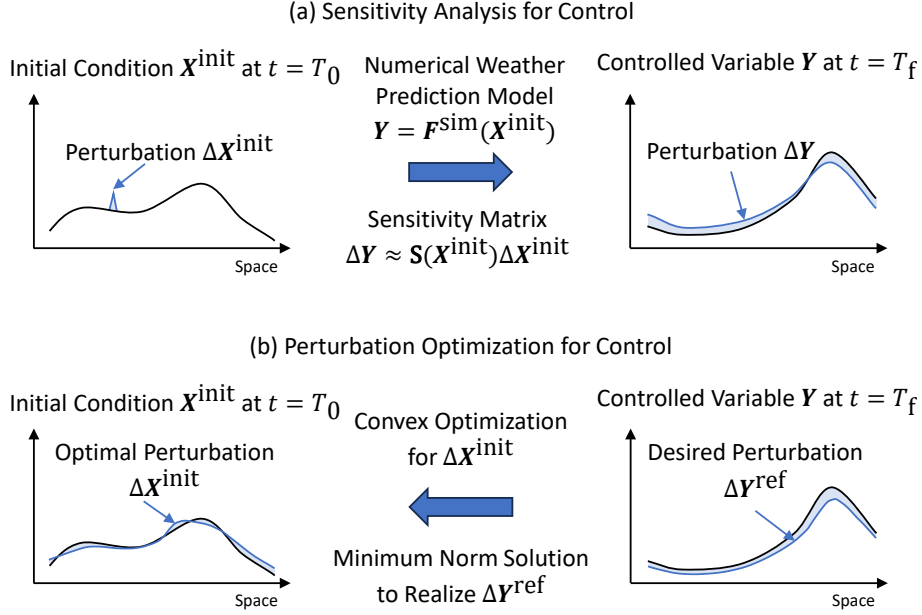 (a) Sensitivity Analysis for Control
Initial Condition X^init at t = T_0
Perturbation ΔX^init
Space
Numerical Weather
Prediction Model
Y = F^sim(X^init)
Sensitivity Matrix
ΔY ≈ S(X^init)ΔX^init
Controlled Variable Y at t = T_f
Perturbation ΔY
Space
(b) Perturbation Optimization for Control
Initial Condition X^init at t = T_0
Optimal Perturbation
ΔX^init
Space
Convex Optimization
for ΔX^init
Minimum Norm Solution
to Realize ΔY^ref
Controlled Variable Y at t = T_f
Desired Perturbation
ΔY^ref
Space